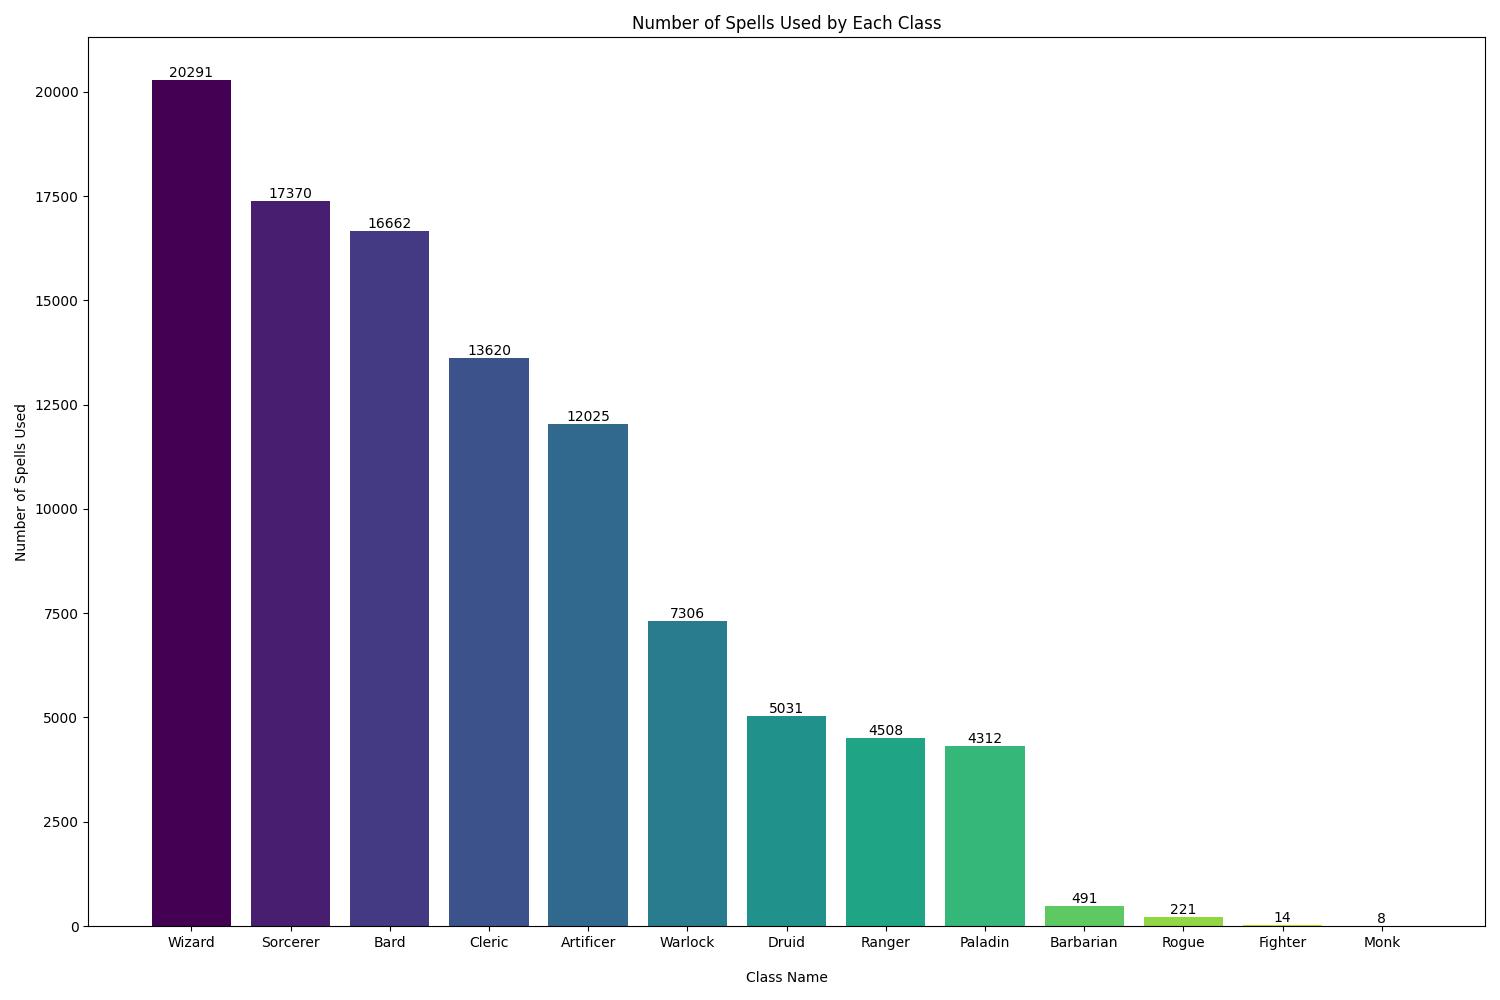 Number of Spells Used by Each Class
Number of Spells Used
20000
17500
15000
12500
10000
7500
5000
2500
0
20291
17370
16662
13620
12025
7306
5031
4508
4312
491
221
14
8
Wizard
Sorcerer
Bard
Cleric
Artificer
Warlock
Druid
Ranger
Paladin
Barbarian
Rogue
Fighter
Monk
Class Name